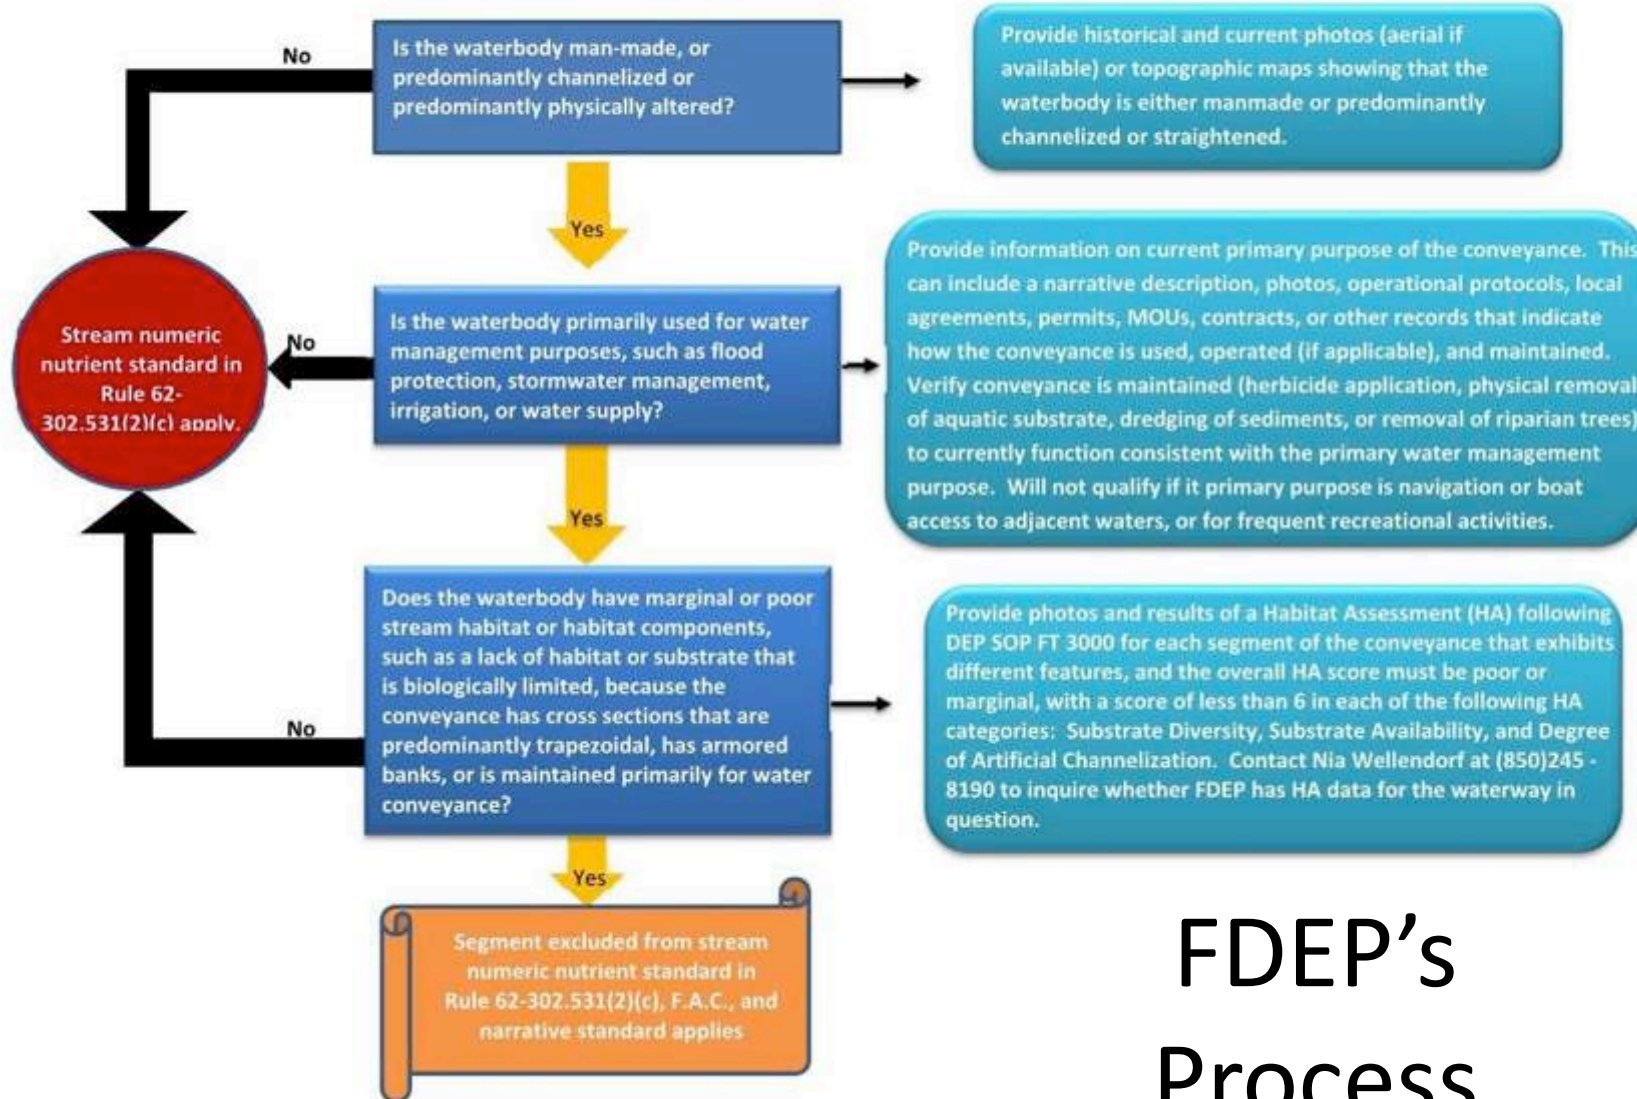 No
Is the waterbody man-made, or
predominantly channelized or
predominantly physically altered?
Provide historical and current photos (aerial if
available) or topographic maps showing that the
waterbody is either manmade or predominantly
channelized or straightened.
Yes
Stream numeric
nutrient standard in
Rule 62-
302.531(2)(c) apply.
No
Is the waterbody primarily used for water
management purposes, such as flood
protection, stormwater management,
irrigation, or water supply?
Provide information on current primary purpose of the conveyance. This
can include a narrative description, photos, operational protocols, local
agreements, permits, MOUs, contracts, or other records that indicate
how the conveyance is used, operated (if applicable), and maintained.
Verify conveyance is maintained (herbicide application, physical removal
of aquatic substrate, dredging of sediments, or removal of riparian trees)
to currently function consistent with the primary water management
purpose. Will not qualify if it primary purpose is navigation or boat
access to adjacent waters, or for frequent recreational activities.
Yes
No
Does the waterbody have marginal or poor
stream habitat or habitat components,
such as a lack of habitat or substrate that
is biologically limited, because the
conveyance has cross sections that are
predominantly trapezoidal, has armored
banks, or is maintained primarily for water
conveyance?
Provide photos and results of a Habitat Assessment (HA) following
DEP SOP FT 3000 for each segment of the conveyance that exhibits
different features, and the overall HA score must be poor or
marginal, with a score of less than 6 in each of the following HA
categories: Substrate Diversity, Substrate Availability, and Degree
of Artificial Channelization. Contact Nia Wellendorf at (850)245 -
8190 to inquire whether FDEP has HA data for the waterway in
question.
Yes
Segment excluded from stream
numeric nutrient standard in
Rule 62-302.531(2)(c), F.A.C., and
narrative standard applies
FDEP’s
Process